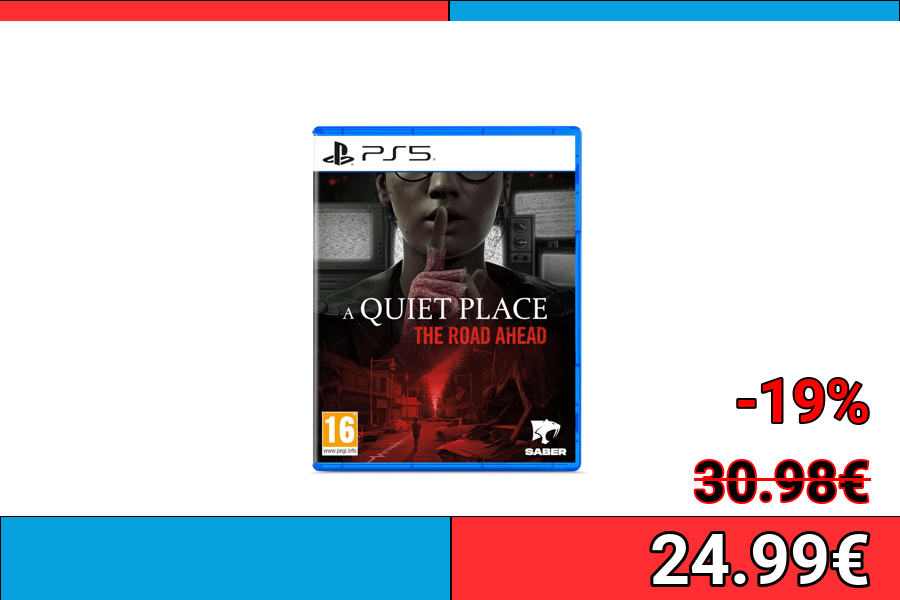 PS5
A QUIET PLACE
THE ROAD AHEAD
16
www.pegi.info
SABER
-19%
30.98€
24.99€